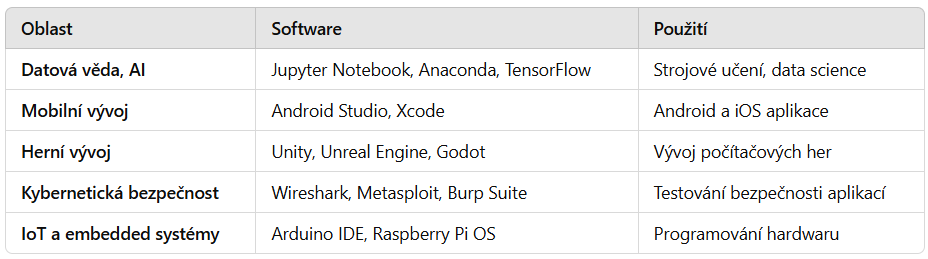 Oblast Software Použití
Datová věda, AI Jupyter Notebook, Anaconda, TensorFlow Strojové učení, data science
Mobilní vývoj Android Studio, Xcode Android a iOS aplikace
Herní vývoj Unity, Unreal Engine, Godot Vývoj počítačových her
Kybernetická bezpečnost Wireshark, Metasploit, Burp Suite Testování bezpečnosti aplikací
IoT a embedded systémy Arduino IDE, Raspberry Pi OS Programování hardwaru